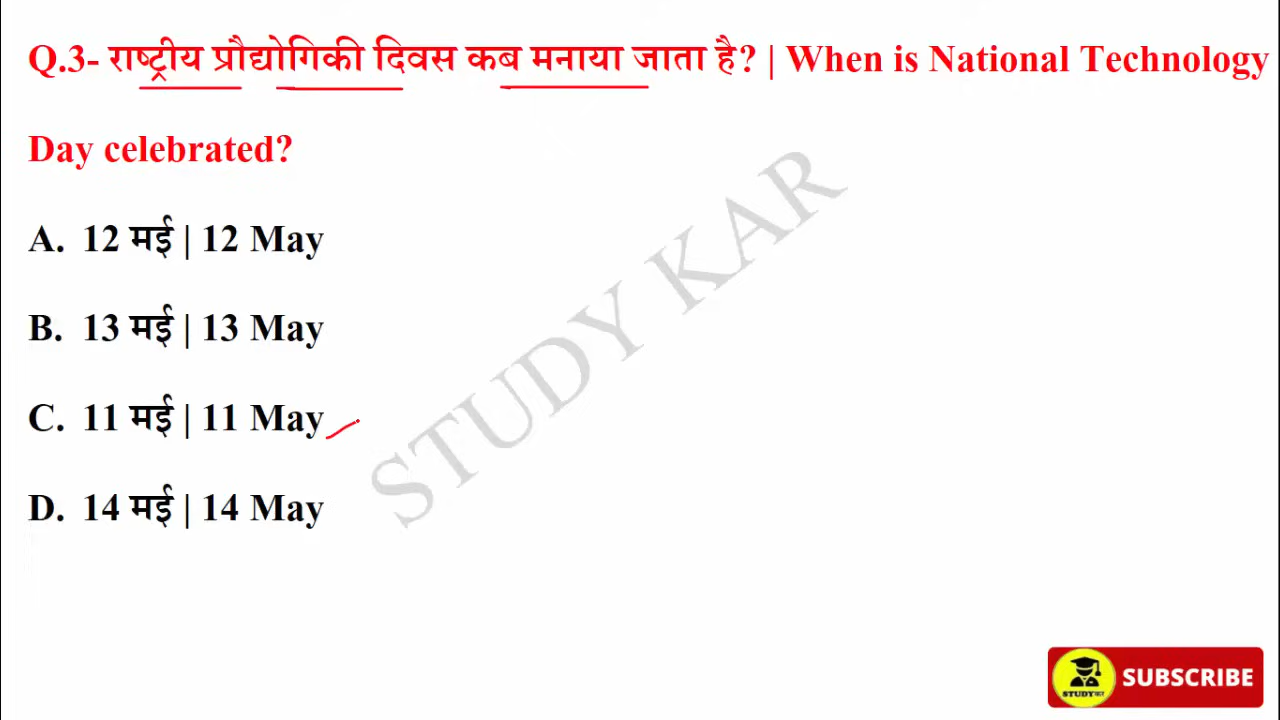 Q.3- राष्ट्रीय प्रौद्योगिकी दिवस कब मनाया जाता है? | When is National Technology
Day celebrated?
A. 12 मई | 12 May
B. 13 मई | 13 May
C. 11 मई | 11 May
D. 14 मई | 14 May
STUDY KAR
SUBSCRIBE